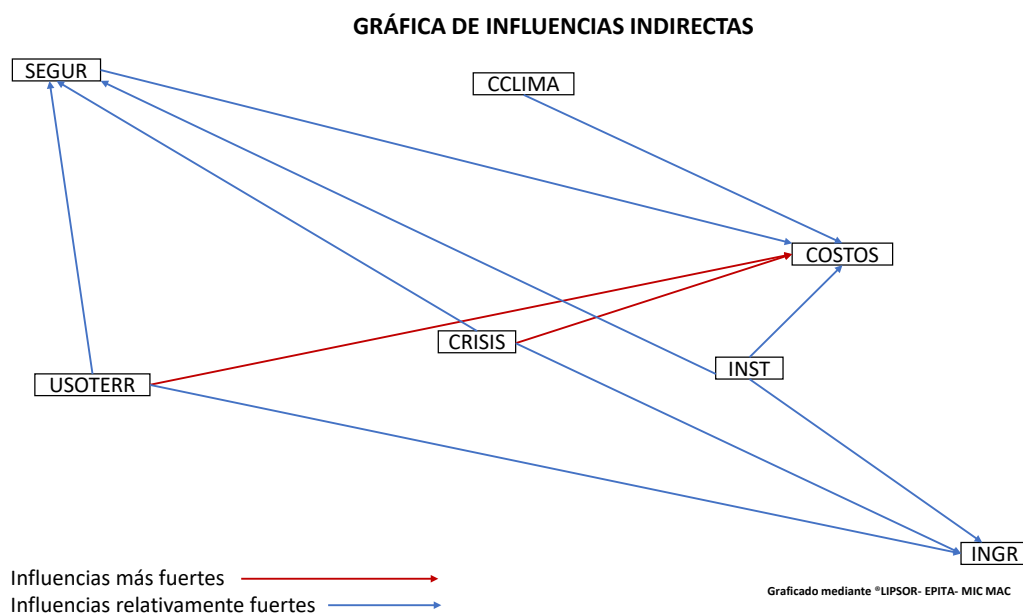 GRÁFICA DE INFLUENCIAS INDIRECTAS
SEGUR
CCLIMA
COSTOS
CRISIS
INST
USOTERR
INGR
Influencias más fuertes
Influencias relativamente fuertes
Graficado mediante ®LIPSOR- EPITA- MIC MAC